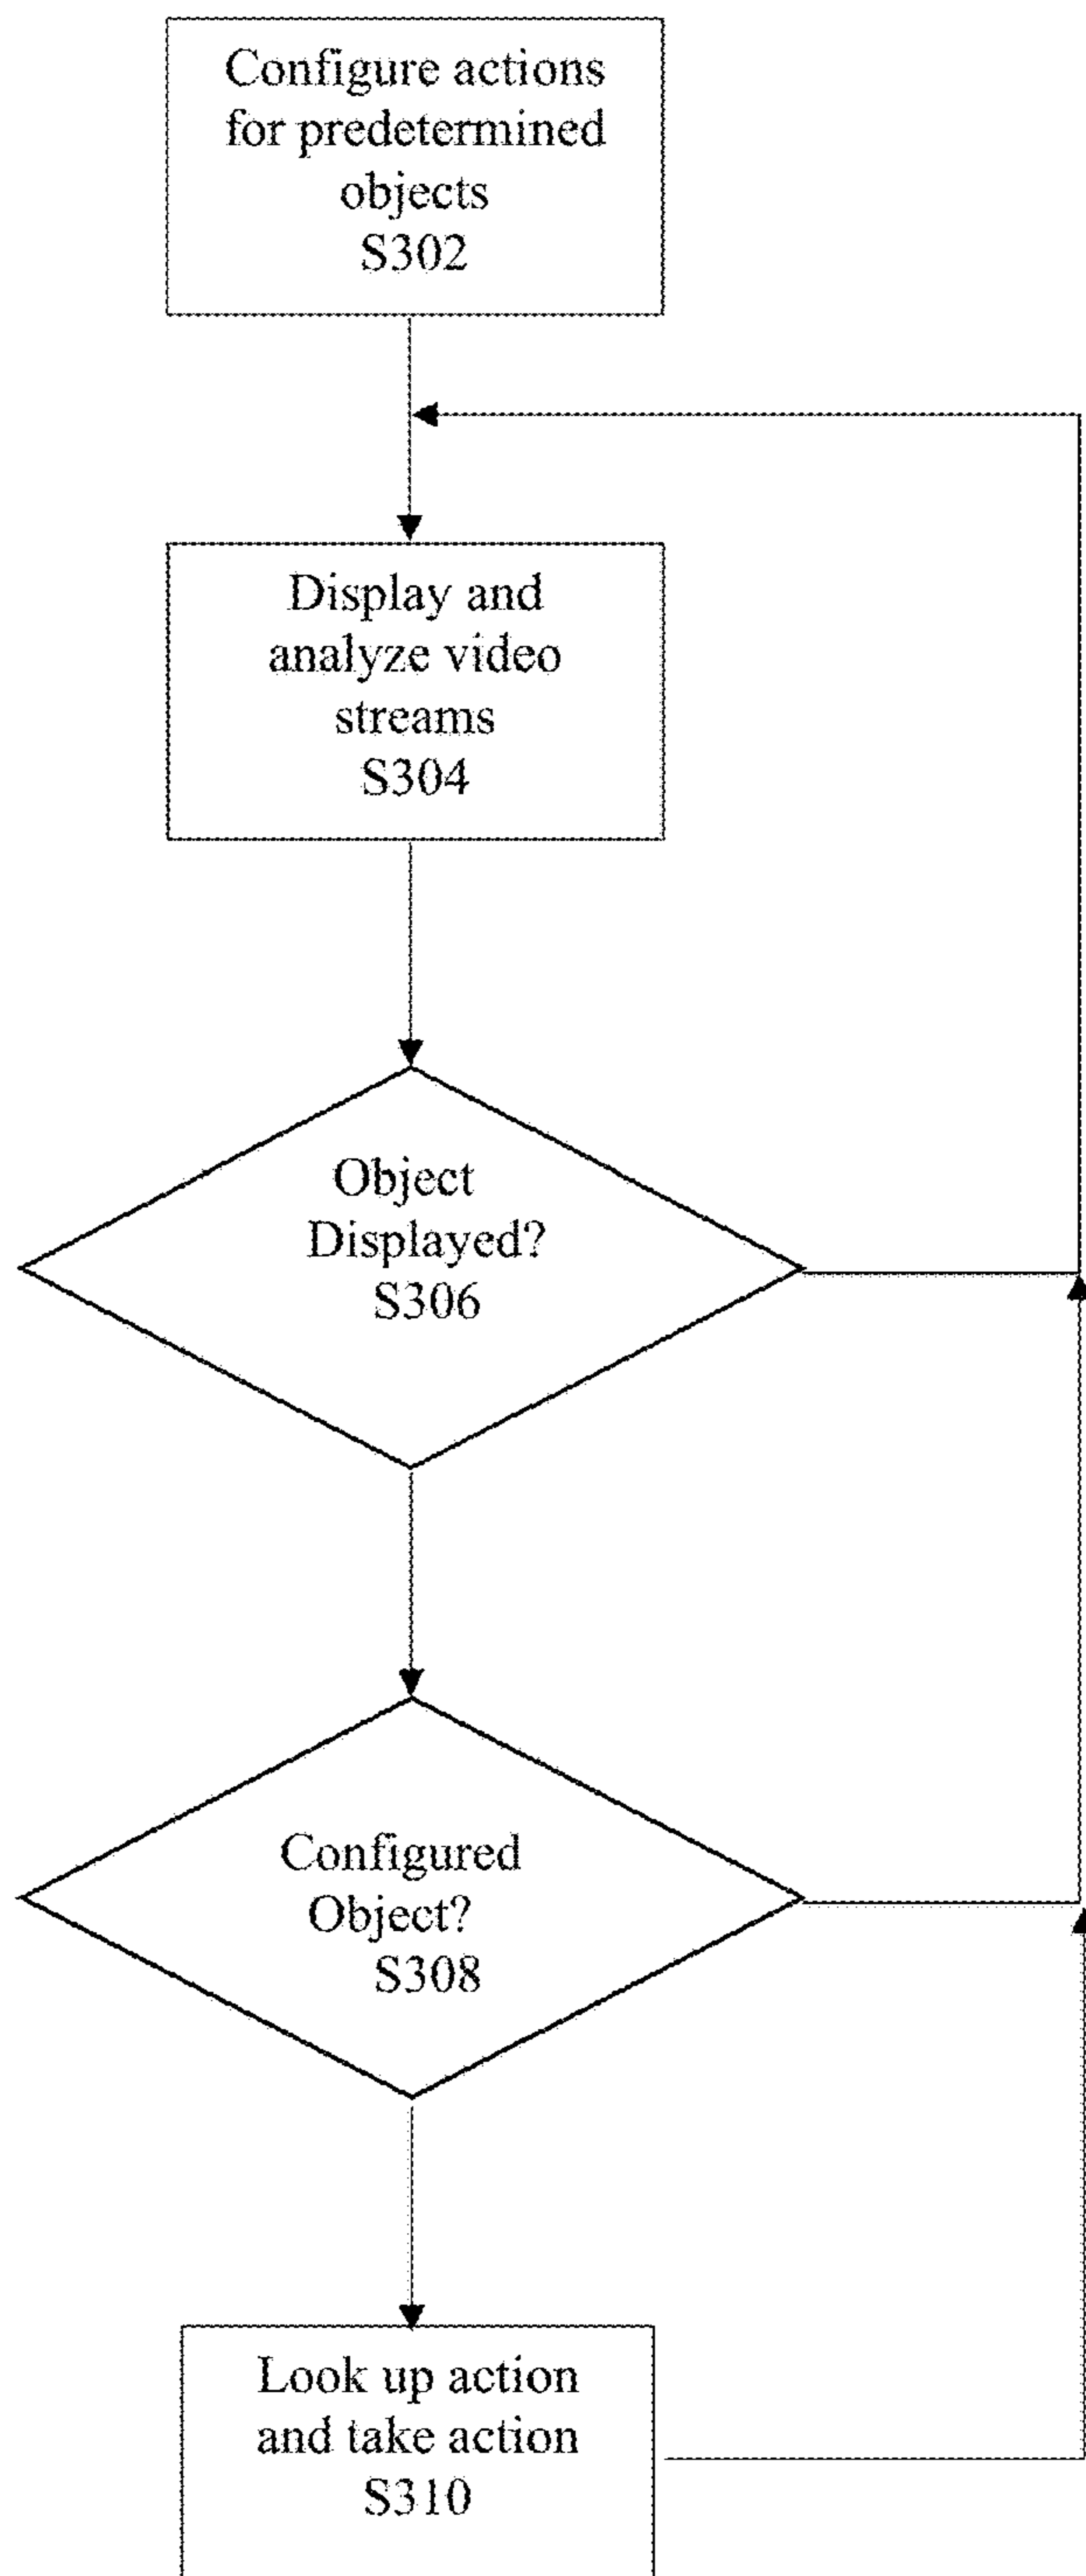 Configure actions
for predetermined
objects
S302
Display and
analyze video
streams
S304
Object
Displayed?
S306
Configured
Object?
S308
Look up action
and take action
S310